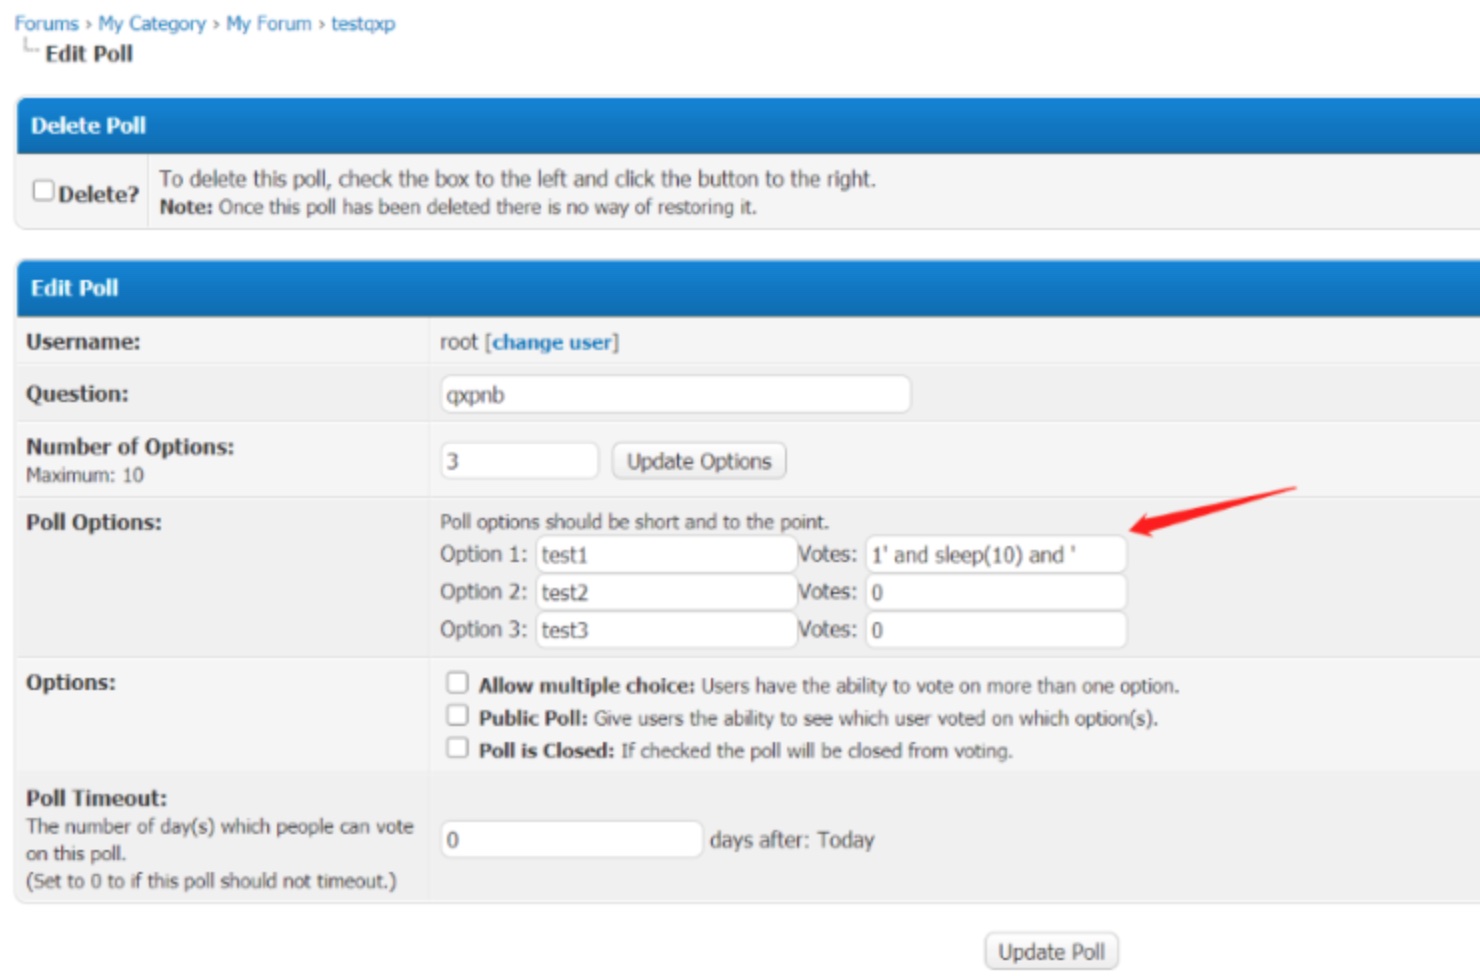 Forums › My Category › My Forum › testqxp
Edit Poll
Delete Poll
Delete? To delete this poll, check the box to the left and click the button to the right.
Note: Once this poll has been deleted there is no way of restoring it.
Edit Poll
Username: root [change user]
Question: qxpnb
Number of Options:
Maximum: 10
3 Update Options
Poll Options: Poll options should be short and to the point.
Option 1: test1 Votes: 1' and sleep(10) and '
Option 2: test2 Votes: 0
Option 3: test3 Votes: 0
Options: Allow multiple choice: Users have the ability to vote on more than one option.
Public Poll: Give users the ability to see which user voted on which option(s).
Poll is Closed: If checked the poll will be closed from voting.
Poll Timeout:
The number of day(s) which people can vote
on this poll.
(Set to 0 to if this poll should not timeout.)
0 days after: Today
Update Poll